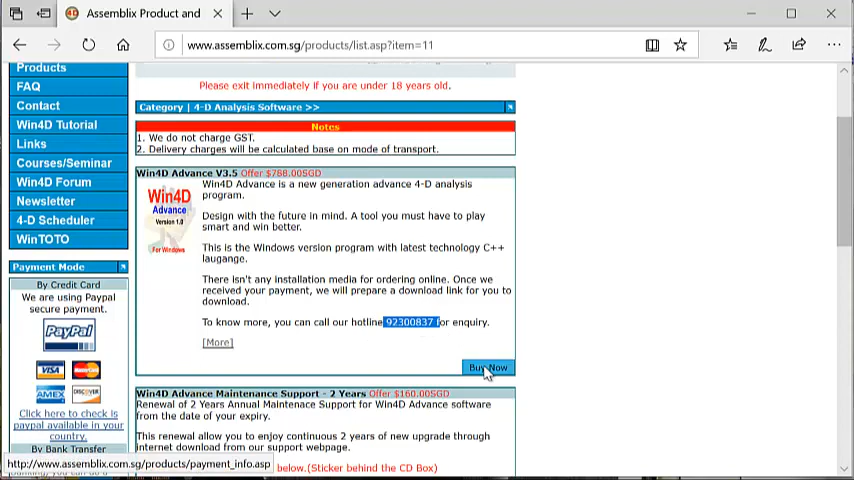 Assemblix Product and
www.assemblix.com.sg/products/list.asp?item=11
Products
FAQ
Contact
Win4D Tutorial
Links
Courses/Seminar
Win4D Forum
Newsletter
4-D Scheduler
WinTOTO
Payment Mode
By Credit Card
We are using Paypal
secure payment.
PayPal
VISA
MasterCard
AMEX
DISCOVER
Click here to check is
paypal available in your
country.
By Bank Transfer
http://www.assemblix.com.sg/products/payment_info.asp
Please exit immediately if you are under 18 years old.
Category | 4-D Analysis Software >>
Notes
1. We do not charge GST.
2. Delivery charges will be calculated base on mode of transport.
Win4D Advance V3.5 Offer $788.00SGD
Win4D
Advance
Version 1.0
For Windows
Win4D Advance is a new generation advance 4-D analysis
program.
Design with the future in mind. A tool you must have to play
smart and win better.
This is the Windows version program with latest technology C++
laugange.
There isn't any installation media for ordering online. Once we
received your payment, we will prepare a download link for you to
download.
To know more, you can call our hotline 92300837 for enquiry.
[More]
Buy Now
Win4D Advance Maintenance Support - 2 Years Offer $160.00SGD
Renewal of 2 Years Annual Maintenace Support for Win4D Advance software
from the date of your expiry.
This renewal allow you to enjoy continuous 2 years of new upgrade through
internet download from our support webpage.
below.(Sticker behind the CD Box)